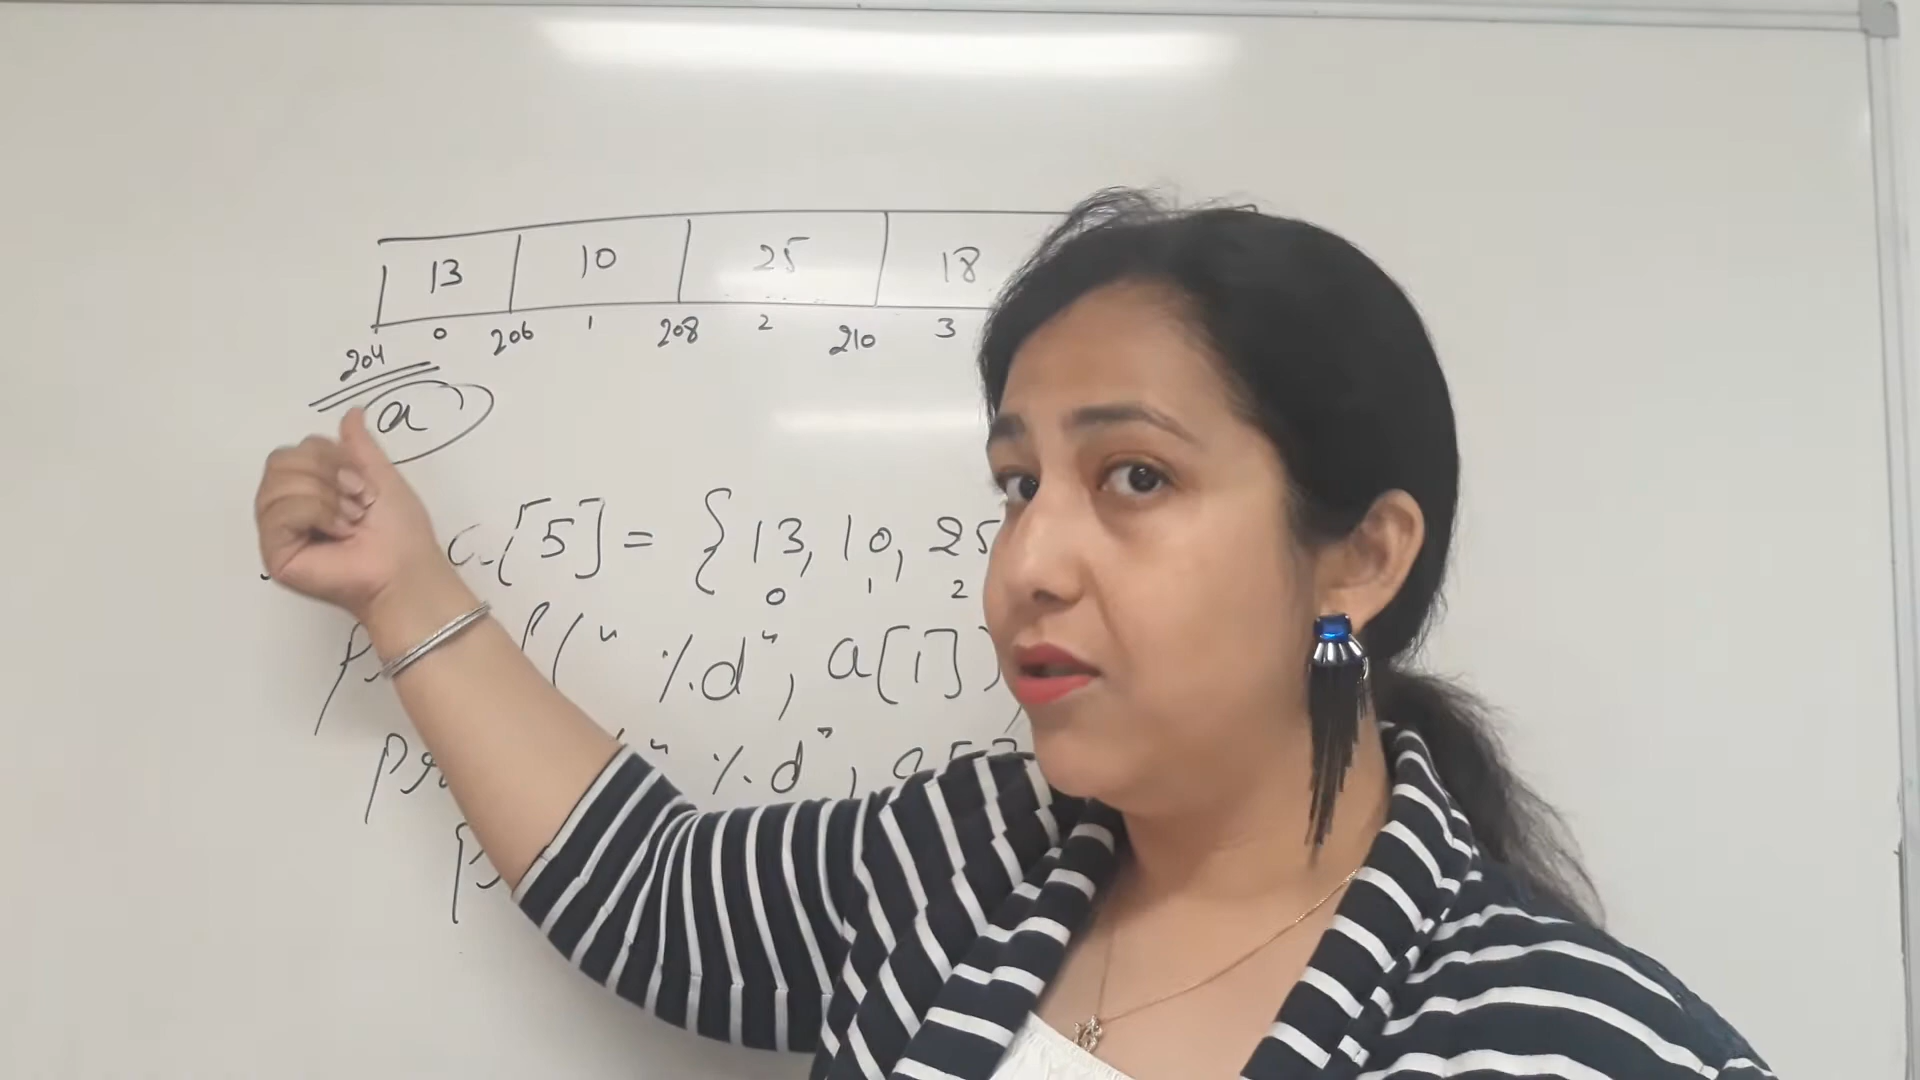 13 10 25 18
204 0 206 1 208 2 210 3
a
a[5] = { 13, 10, 25
0 1 2
("%d", a[1])
"%d",